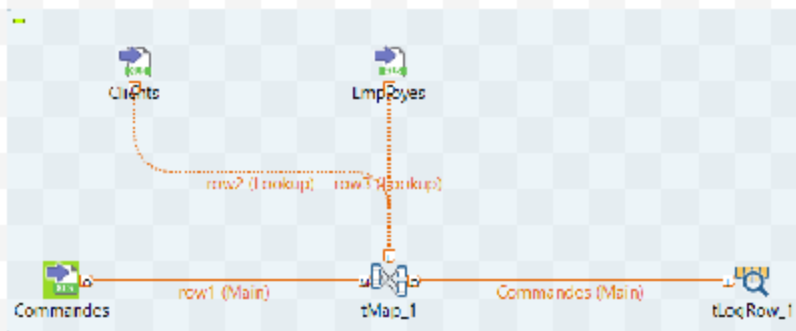 Clients
Employes
row2 (Lookup)
row3 (Lookup)
row1 (Main)
Commandes (Main)
Commandes
tMap_1
tLogRow_1